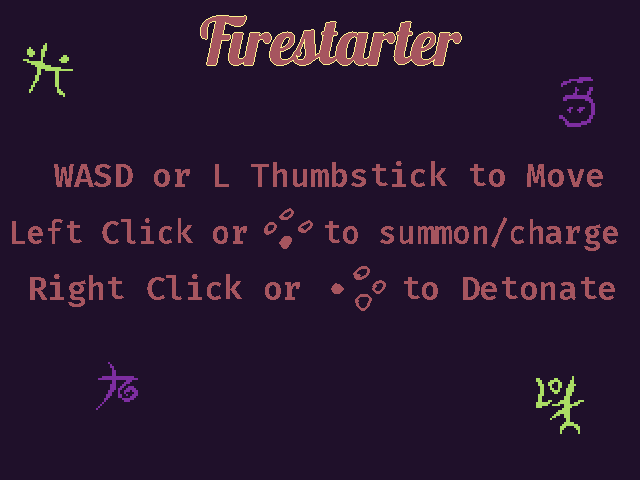 Firestarter
WASD or L Thumbstick to Move
Left Click or to summon/charge
Right Click or to Detonate